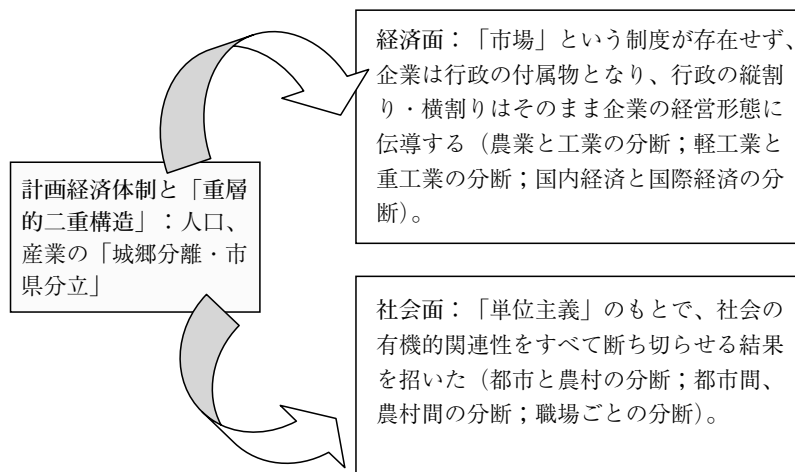 経済面：「市場」という制度が存在せず、
企業は行政の付属物となり、行政の縦割
り・横割りはそのまま企業の経営形態に
伝導する（農業と工業の分断；軽工業と
重工業の分断；国内経済と国際経済の分
断）。
計画経済体制と「重層
的二重構造」：人口、
産業の「城郷分離・市
県分立」
社会面：「単位主義」のもとで、社会の
有機的関連性をすべて断ち切らせる結果
を招いた（都市と農村の分断；都市間、
農村間の分断；職場ごとの分断）。